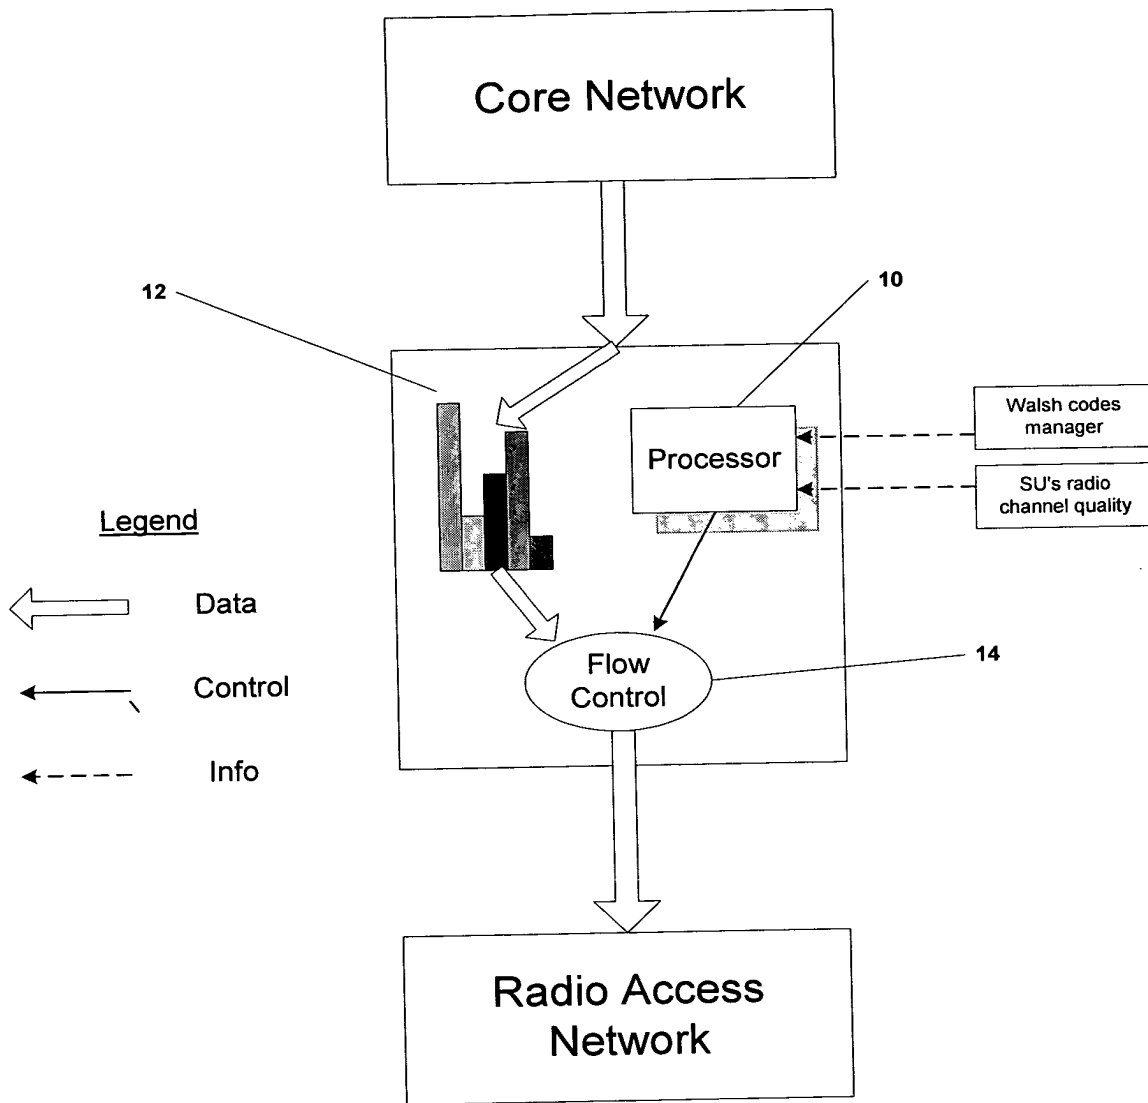 Core Network
12
10
Walsh codes
manager
Processor
SU's radio
channel quality
Legend
Data
Flow
Control
14
Control
Info
Radio Access
Network